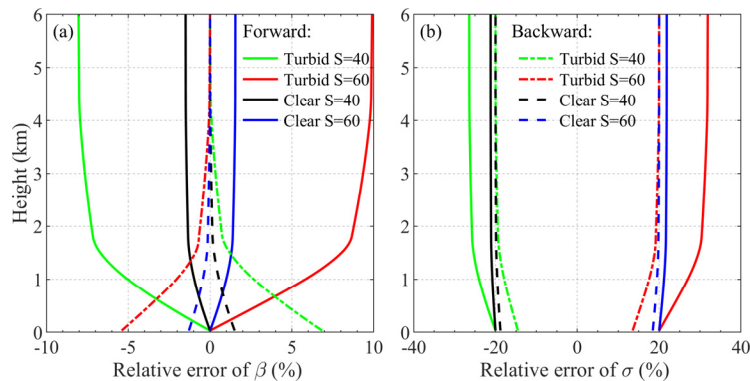 (a)
Forward:
Turbid S=40
Turbid S=60
Clear S=40
Clear S=60
Height (km)
6
5
4
3
2
1
0
-10
-5
0
5
10
Relative error of β (%)
(b)
Backward:
Turbid S=40
Turbid S=60
Clear S=40
Clear S=60
6
5
4
3
2
1
0
-40
-20
0
20
40
Relative error of σ (%)